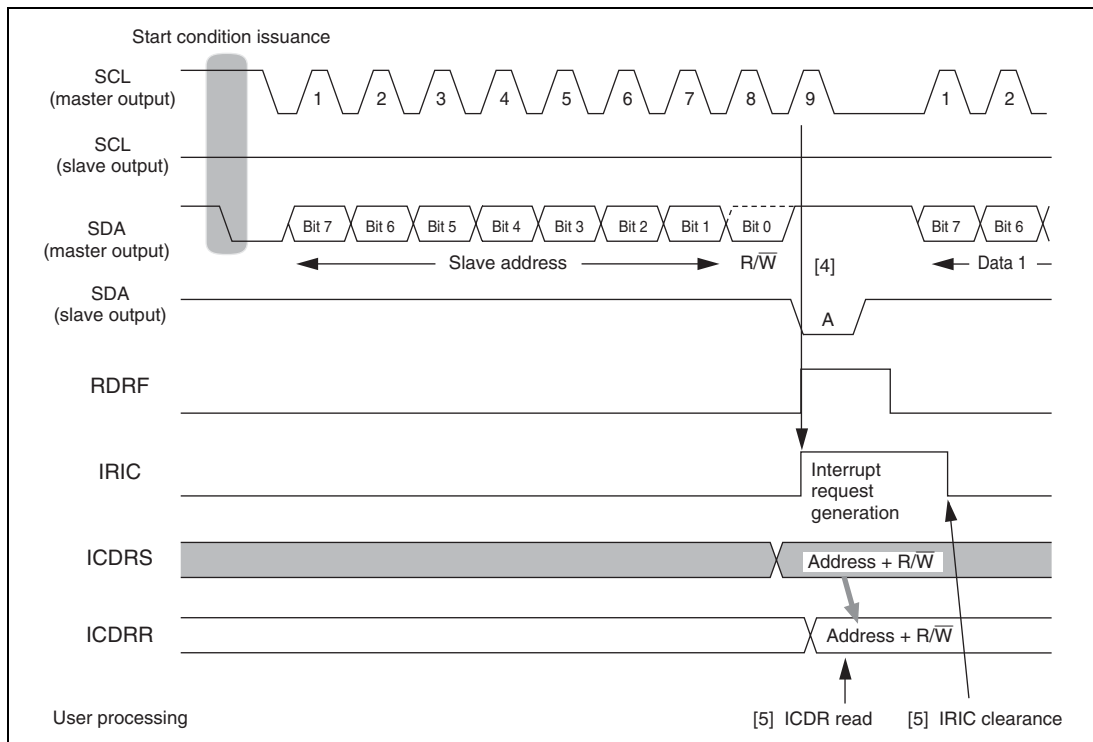 Start condition issuance
SCL
(master output)
1 2 3 4 5 6 7 8 9 1 2
SCL
(slave output)
SDA
(master output)
Bit 7 Bit 6 Bit 5 Bit 4 Bit 3 Bit 2 Bit 1 Bit 0 Bit 7 Bit 6
Slave address R/W̅ [4] Data 1
SDA
(slave output)
A
RDRF
IRIC
Interrupt
request
generation
ICDRS
Address + R/W̅
ICDRR
Address + R/W̅
User processing [5] ICDR read [5] IRIC clearance